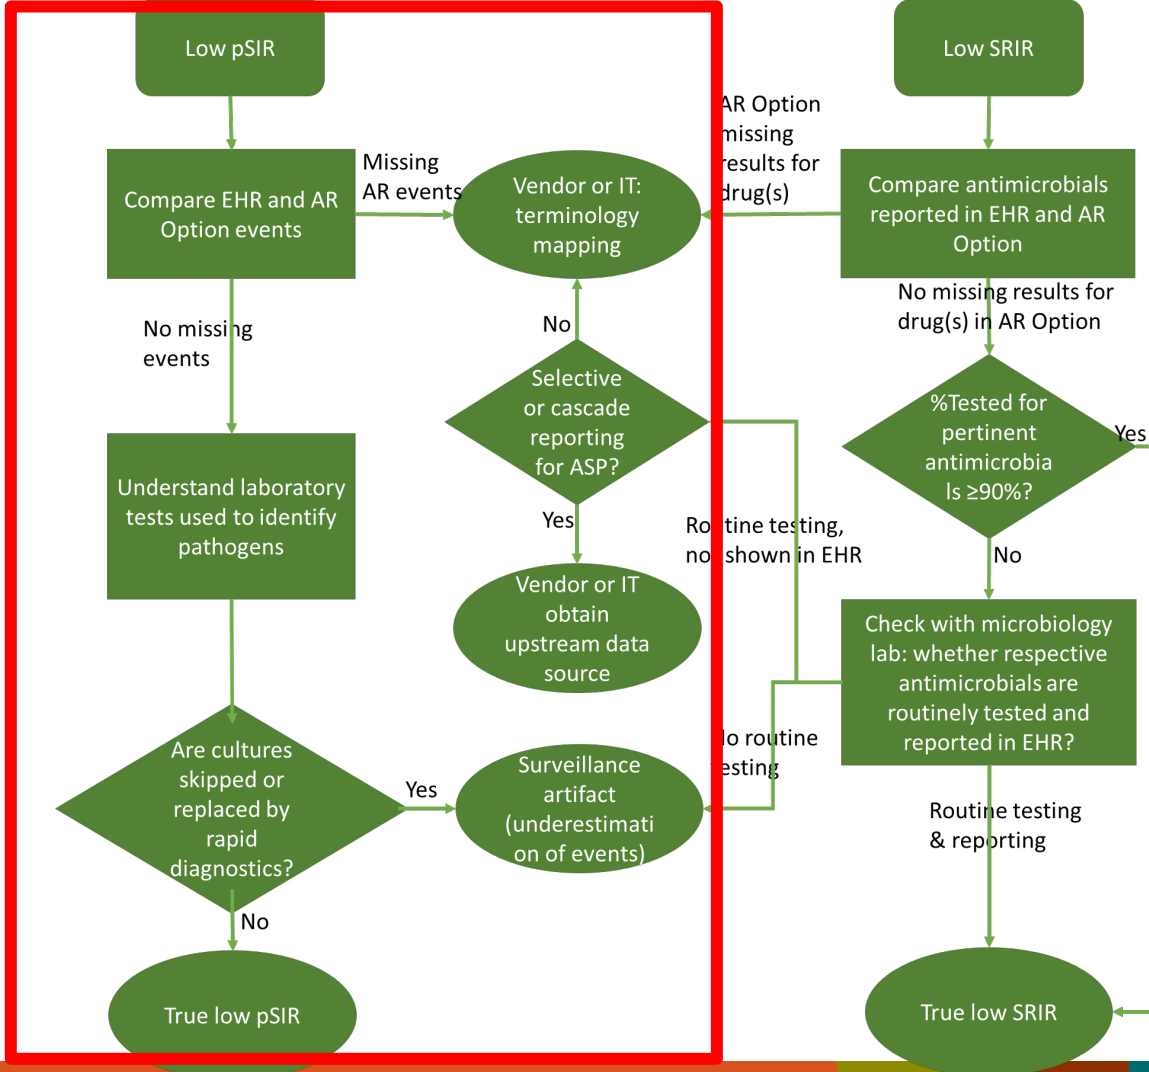 Low pSIR
Low SRIR
Missing
AR events
AR Option
missing
results for
drug(s)
Compare EHR and AR
Option events
Vendor or IT:
terminology
mapping
Compare antimicrobials
reported in EHR and AR
Option
No missing
events
No
No missing results for
drug(s) in AR Option
Selective
or cascade
reporting
for ASP?
%Tested for
pertinent
antimicrobia
ls ≥90%?
Yes
Understand laboratory
tests used to identify
pathogens
Yes
Routine testing,
not shown in EHR
No
Vendor or IT
obtain
upstream data
source
Check with microbiology
lab: whether respective
antimicrobials are
routinely tested and
reported in EHR?
Are cultures
skipped or
replaced by
rapid
diagnostics?
Yes
Surveillance
artifact
(underestimati
on of events)
No routine
testing
Routine testing
& reporting
No
True low pSIR
True low SRIR